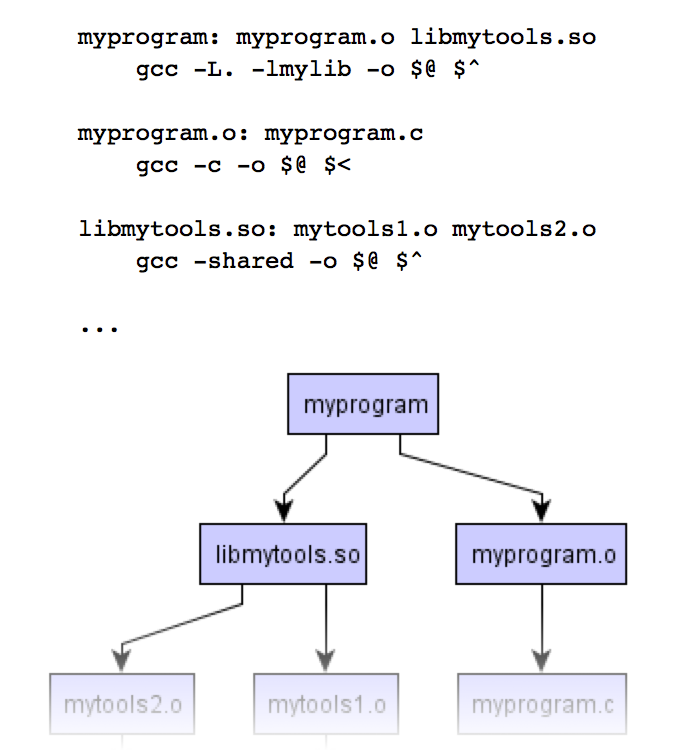 myprogram: myprogram.o libmytools.so
gcc -L. -lmylib -o $@ $^
myprogram.o: myprogram.c
gcc -c -o $@ $<
libmytools.so: mytools1.o mytools2.o
gcc -shared -o $@ $^
...
myprogram
libmytools.so
myprogram.o
mytools2.o
mytools1.o
myprogram.c